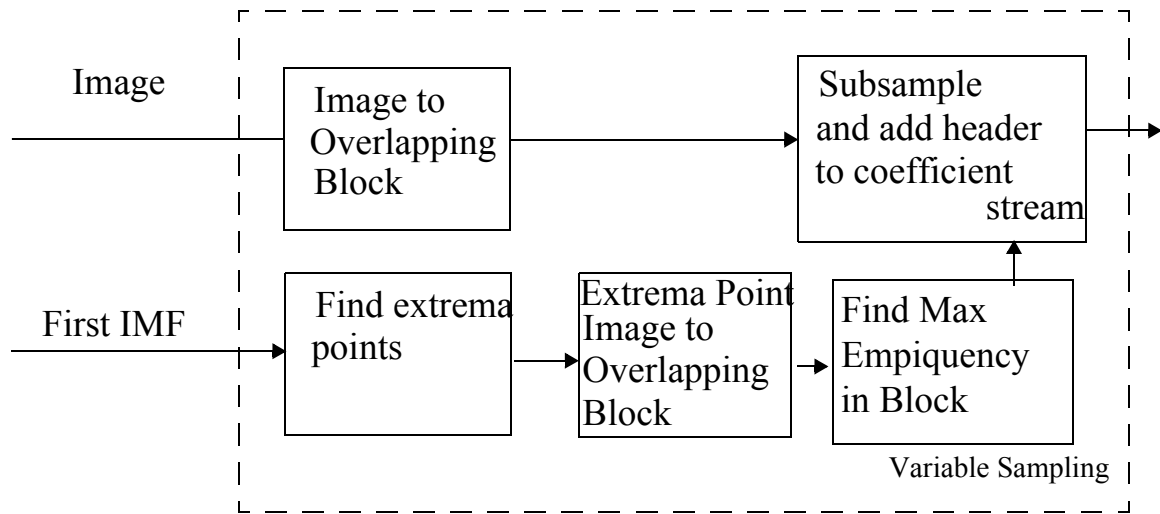 Image
Image to
Overlapping
Block
Subsample
and add header
to coefficient
stream
First IMF
Find extrema
points
Extrema Point
Image to
Overlapping
Block
Find Max
Empiquency
in Block
Variable Sampling